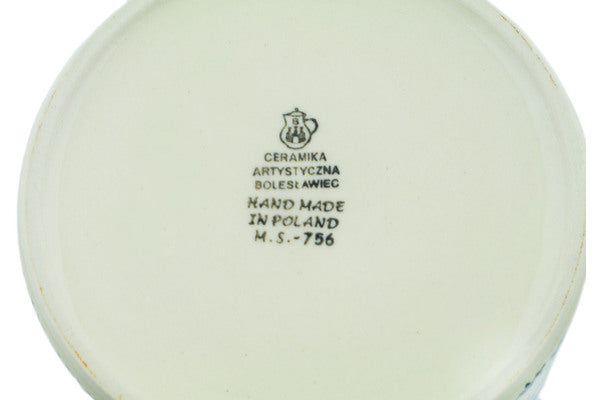 B
CERAMIKA
ARTYSTYCZNA
BOLESŁAWIEC
HAND MADE
IN POLAND
M.S.-756